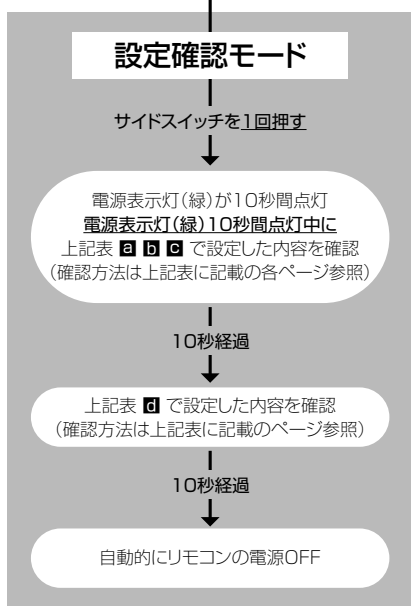 設定確認モード
サイドスイッチを1回押す
電源表示灯(緑)が10秒間点灯
電源表示灯(緑)10秒間点灯中に
上記表 a b c で設定した内容を確認
(確認方法は上記表に記載の各ページ参照)
10秒経過
上記表 d で設定した内容を確認
(確認方法は上記表に記載のページ参照)
10秒経過
自動的にリモコンの電源OFF